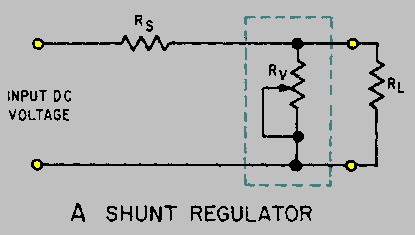 RS
RV
RL
INPUT DC
VOLTAGE
A SHUNT REGULATOR